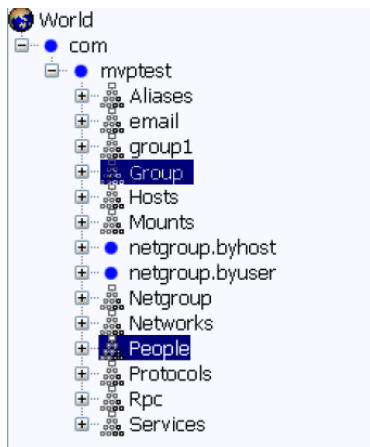 World
com
mvptest
Aliases
email
group1
Group
Hosts
Mounts
netgroup.byhost
netgroup.byuser
Netgroup
Networks
People
Protocols
Rpc
Services